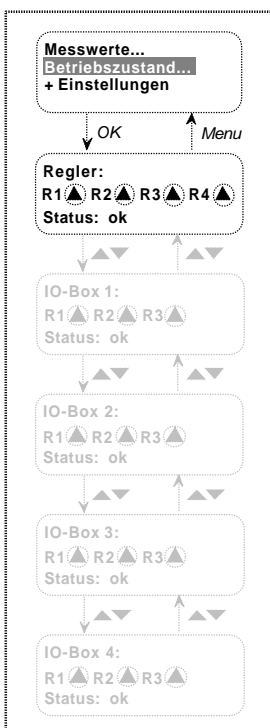 Messwerte...
Betriebszustand...
+ Einstellungen
OK Menu
Regler:
R1 R2 R3 R4
Status: ok
IO-Box 1:
R1 R2 R3
Status: ok
IO-Box 2:
R1 R2 R3
Status: ok
IO-Box 3:
R1 R2 R3
Status: ok
IO-Box 4:
R1 R2 R3
Status: ok